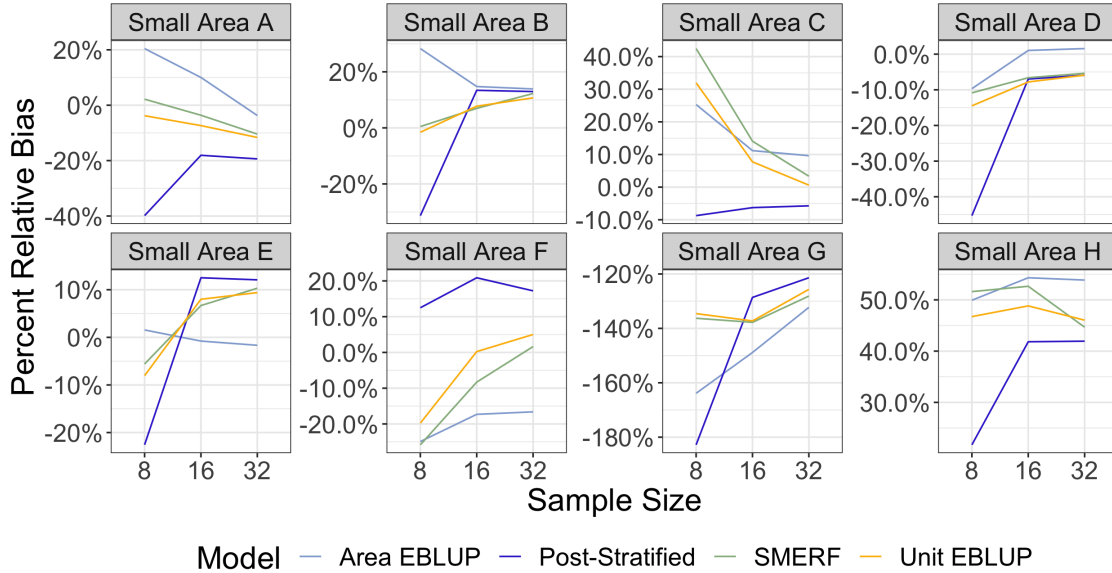 Small Area A
Small Area B
Small Area C
Small Area D
20%
0%
-20%
-40%
20%
0%
-20%
40.0%
30.0%
20.0%
10.0%
0.0%
-10.0%
0.0%
-10.0%
-20.0%
-30.0%
-40.0%
Percent Relative Bias
Small Area E
Small Area F
Small Area G
Small Area H
10%
0%
-10%
-20%
20.0%
10.0%
0.0%
-10.0%
-20.0%
-120%
-140%
-160%
-180%
50.0%
40.0%
30.0%
8 16 32
8 16 32
8 16 32
8 16 32
Sample Size
Model Area EBLUP Post-Stratified SMERF Unit EBLUP